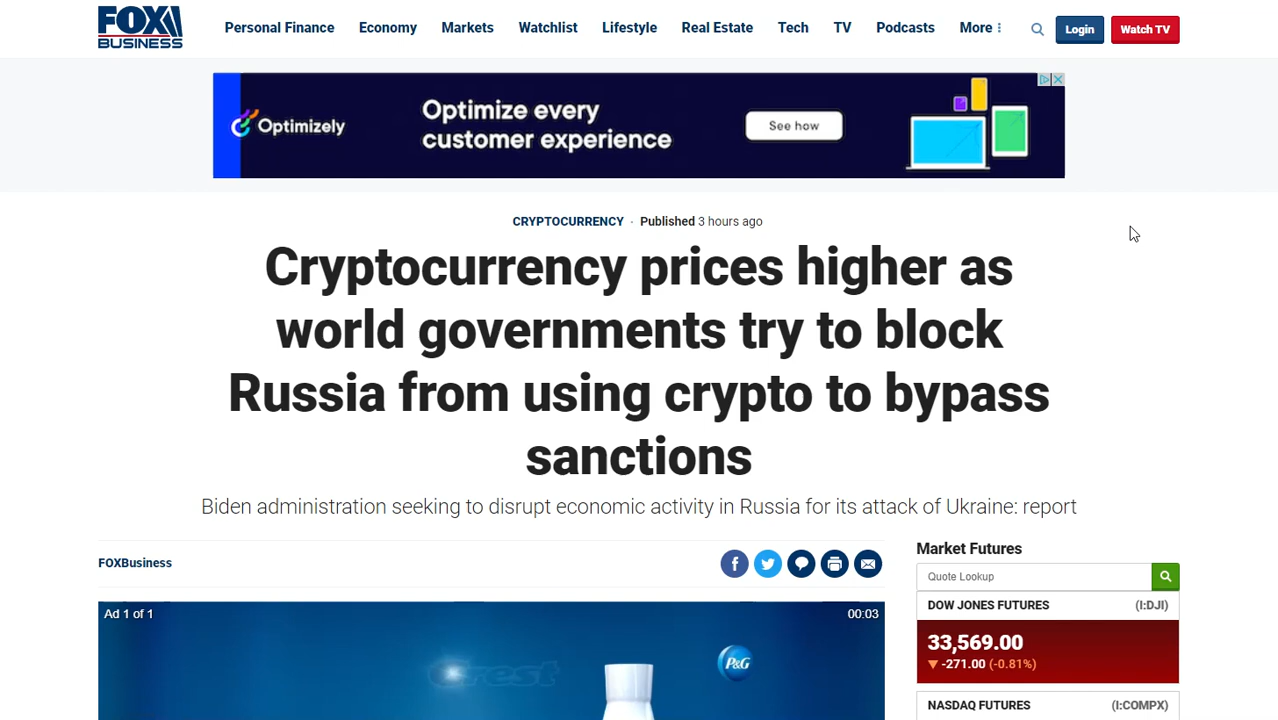 FOX
BUSINESS
Personal Finance Economy Markets Watchlist Lifestyle Real Estate Tech TV Podcasts More Login Watch TV
Optimizely
Optimize every
customer experience
See how
CRYPTOCURRENCY · Published 3 hours ago
Cryptocurrency prices higher as
world governments try to block
Russia from using crypto to bypass
sanctions
Biden administration seeking to disrupt economic activity in Russia for its attack of Ukraine: report
FOXBusiness
Market Futures
Quote Lookup
DOW JONES FUTURES (I:DJI)
33,569.00
▼ -271.00 (-0.81%)
NASDAQ FUTURES (I:COMPX)
Ad 1 of 1 00:03
Crest
P&G